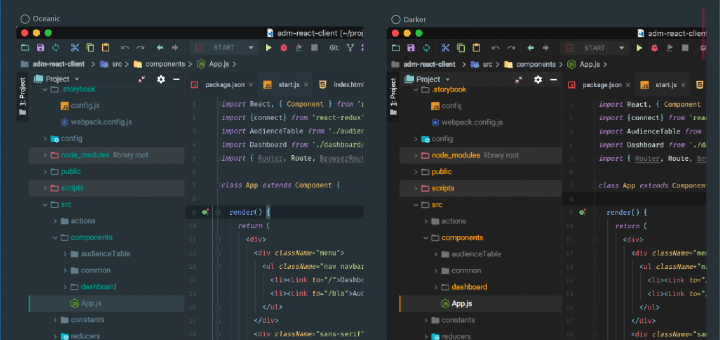 Oceanic
adm-react-client [~/proj
START
Git:
adm-react-client src components App.js
1: Project
Project
package.json start.js Index.html
.storybook
config.js
webpack.config.js
config
node_modules library root
public
scripts
src
actions
components
audienceTable
common
dashboard
App.js
constants
reducers
import React, { Component } from '
import {connect} from 'react-redux'
import AudienceTable from './audien
import Dashboard from './dashboard/
import { Router, Route, BrowserRout
class App extends Component {
render() {
return (
<div>
<div className="menu">
<ul className="nav navbar
<li><Link to="/">Dashbo
<li><Link to="/bla">Aud
</ul>
</div>
<div className="sans-serif"
Darker
adm-react-client [~/
START
adm-react-client src components App.js
1: Project
Project
package.json start.js
.storybook
config.js
webpack.config.js
config
node_modules library root
public
scripts
src
actions
components
audienceTable
common
dashboard
App.js
constants
reducers
import React, { Component
import {connect} from 'rea
import AudienceTable from
import Dashboard from './d
import { Router, Route, Br
class App extends Component
render() {
return (
<div>
<div className="me
<ul className="na
<li><Link to="/
<li><Link to="/
</ul>
</div>
<div className="san